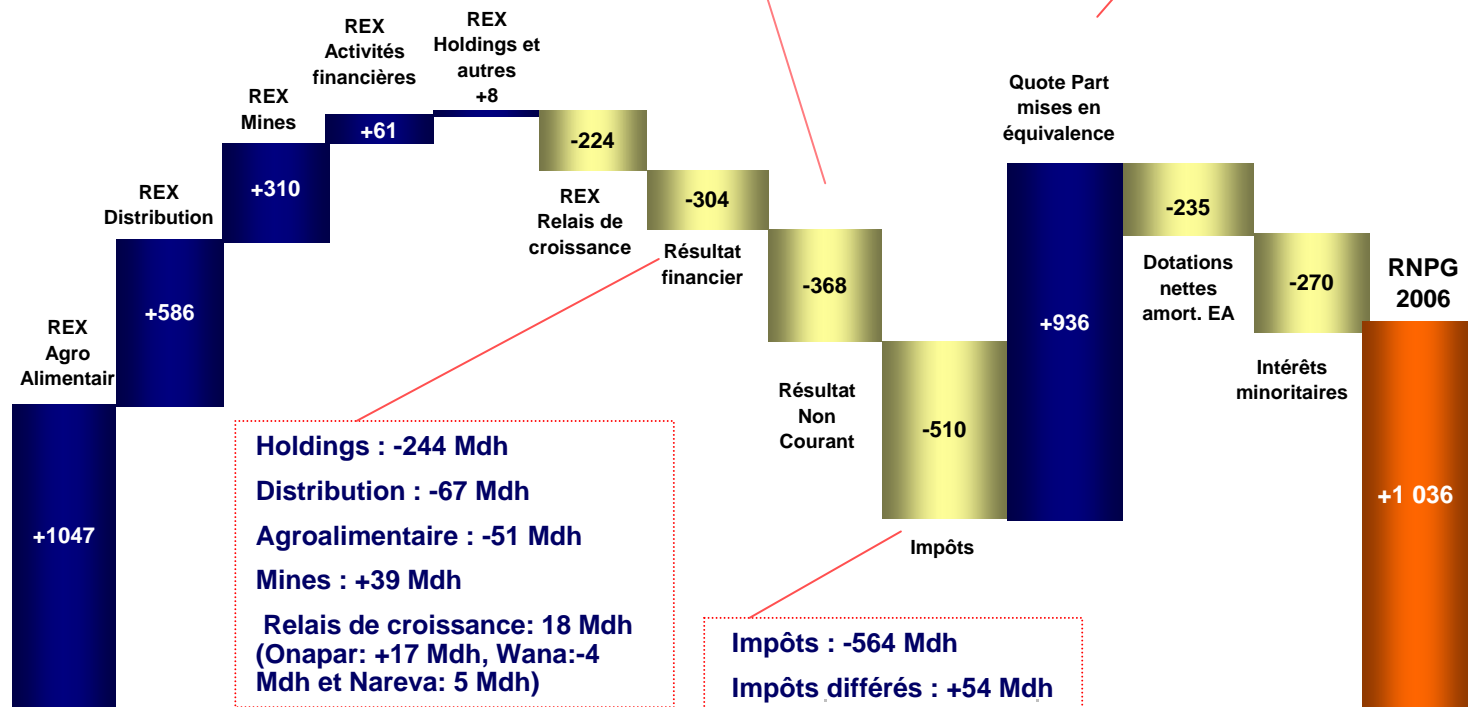 REX
Agro
Alimentair
+1047
REX
Distribution
+586
REX
Mines
+310
REX
Activités
financières
+61
REX
Holdings et
autres
+8
-224
REX
Relais de
croissance
-304
Résultat
financier
-368
Résultat
Non
Courant
-510
Impôts
Quote Part
mises en
équivalence
+936
-235
Dotations
nettes
amort. EA
-270
Intérêts
minoritaires
RNPG
2006
+1 036
Holdings : -244 Mdh
Distribution : -67 Mdh
Agroalimentaire : -51 Mdh
Mines : +39 Mdh
Relais de croissance: 18 Mdh
(Onapar: +17 Mdh, Wana:-4
Mdh et Nareva: 5 Mdh)
Impôts : -564 Mdh
Impôts différés : +54 Mdh